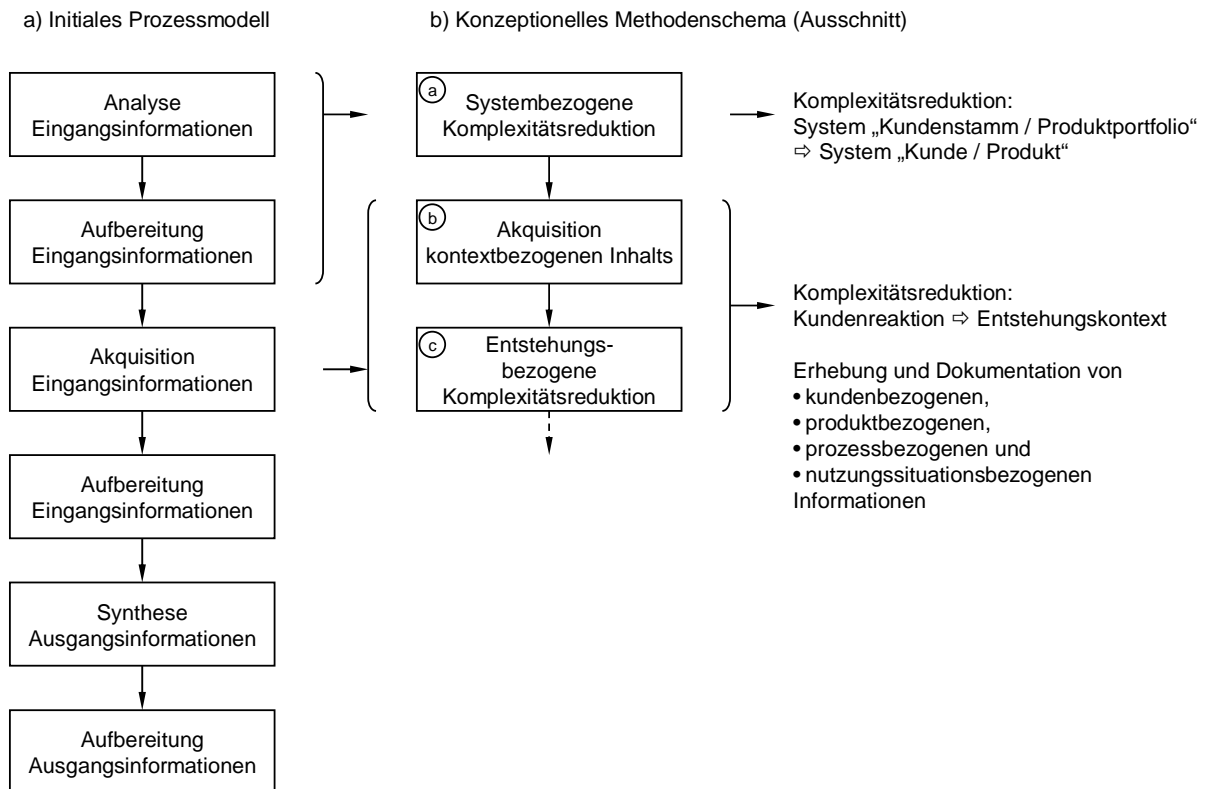 a) Initiales Prozessmodell
Analyse
Eingangsinformationen
Aufbereitung
Eingangsinformationen
Akquisition
Eingangsinformationen
Aufbereitung
Eingangsinformationen
Synthese
Ausgangsinformationen
Aufbereitung
Ausgangsinformationen
b) Konzeptionelles Methodenschema (Ausschnitt)
a
Systembezogene
Komplexitätsreduktion
b
Akquisition
kontextbezogenen Inhalts
c
Entstehungs-
bezogene
Komplexitätsreduktion
Komplexitätsreduktion:
System „Kundenstamm / Produktportfolio“
⇨ System „Kunde / Produkt“
Komplexitätsreduktion:
Kundenreaktion ⇨ Entstehungskontext
Erhebung und Dokumentation von
• kundenbezogenen,
• produktbezogenen,
• prozessbezogenen und
• nutzungssituationsbezogenen
Informationen